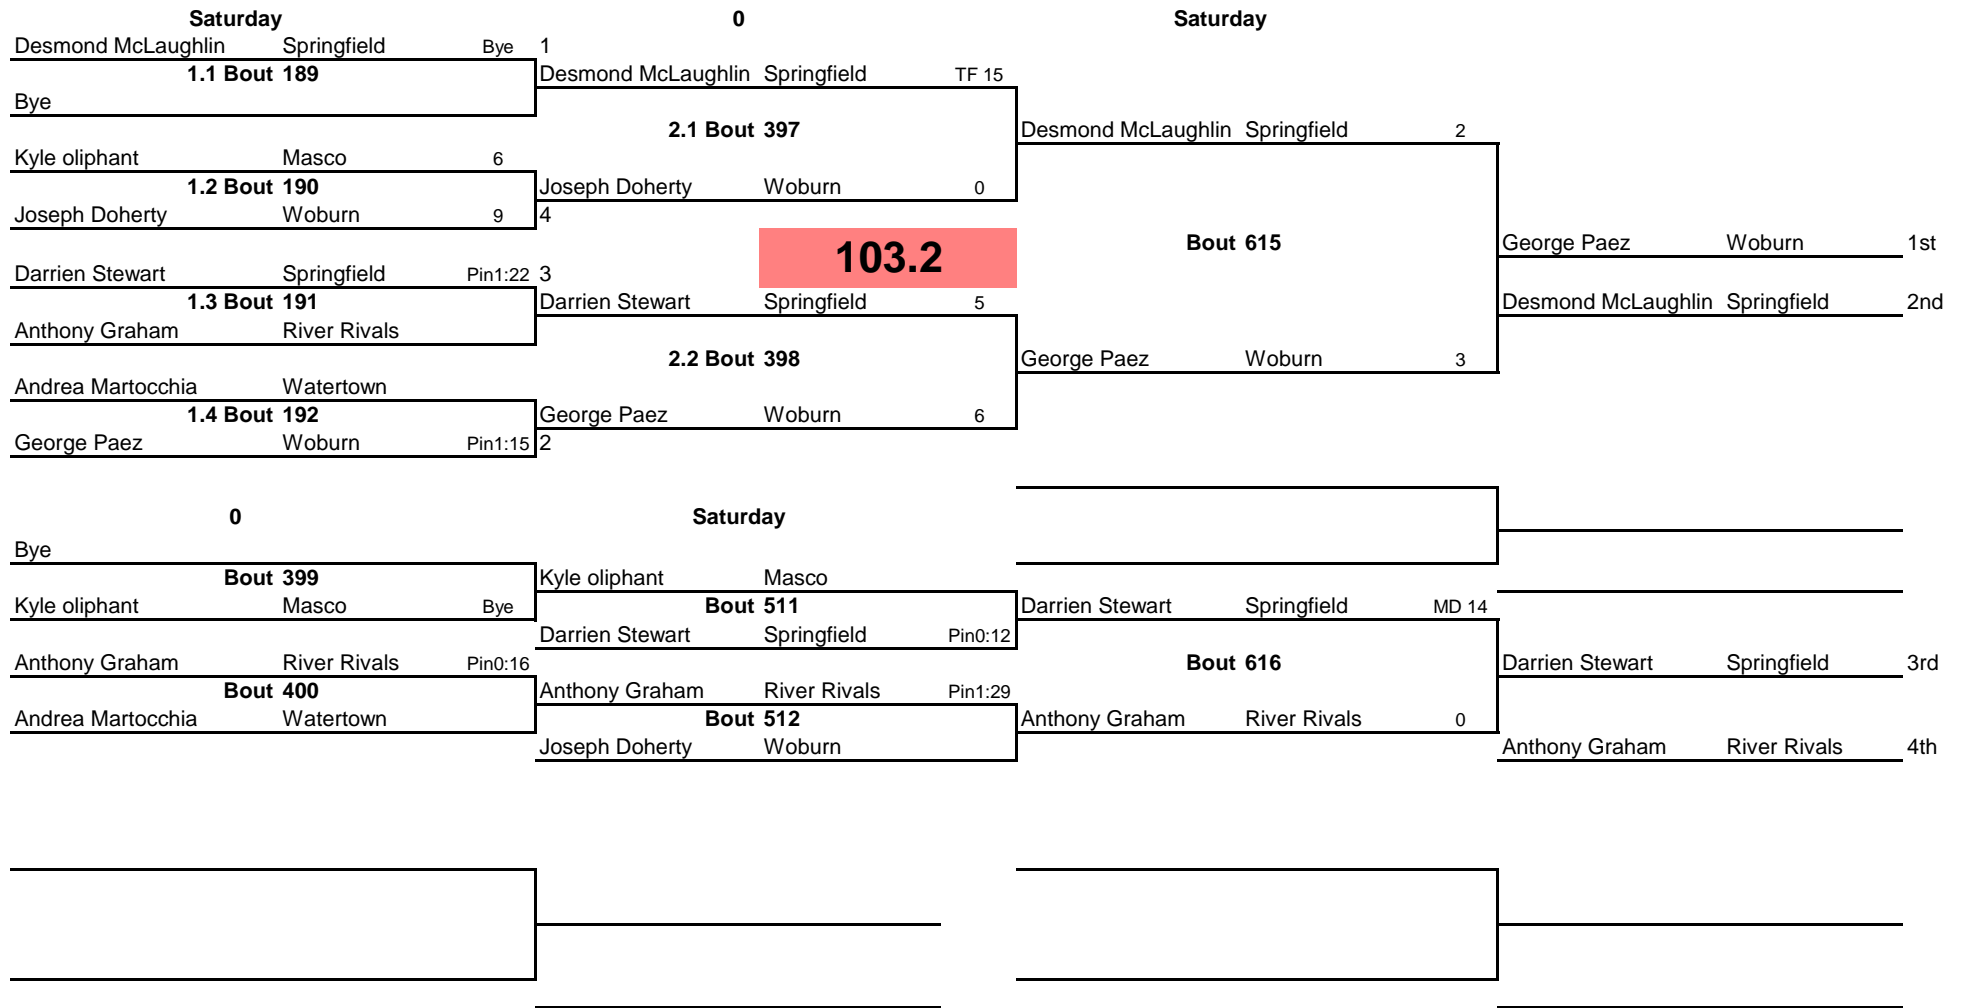 Saturday 0 Saturday
Desmond McLaughlin Springfield Bye 1
1.1 Bout 189 Desmond McLaughlin Springfield TF 15
Bye
2.1 Bout 397 Desmond McLaughlin Springfield 2
Kyle oliphant Masco 6
1.2 Bout 190 Joseph Doherty Woburn 0
Joseph Doherty Woburn 9 4
103.2 Bout 615 George Paez Woburn 1st
Darrien Stewart Springfield Pin1:22 3
1.3 Bout 191 Darrien Stewart Springfield 5 Desmond McLaughlin Springfield 2nd
Anthony Graham River Rivals
2.2 Bout 398 George Paez Woburn 3
Andrea Martocchia Watertown
1.4 Bout 192 George Paez Woburn 6
George Paez Woburn Pin1:15 2
0 Saturday
Bye
Bout 399 Kyle oliphant Masco
Kyle oliphant Masco Bye Bout 511 Darrien Stewart Springfield MD 14
Darrien Stewart Springfield Pin0:12
Anthony Graham River Rivals Pin0:16 Bout 616 Darrien Stewart Springfield 3rd
Bout 400 Anthony Graham River Rivals Pin1:29
Andrea Martocchia Watertown Bout 512 Anthony Graham River Rivals 0
Joseph Doherty Woburn Anthony Graham River Rivals 4th